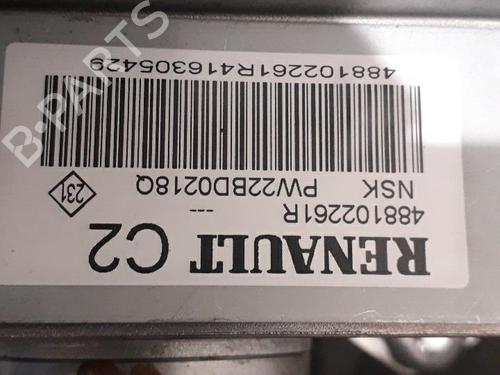 RENAULT C2
488102261R ---
NSK PW22BD0218Q
231
488102261R416305429
B-PARTS